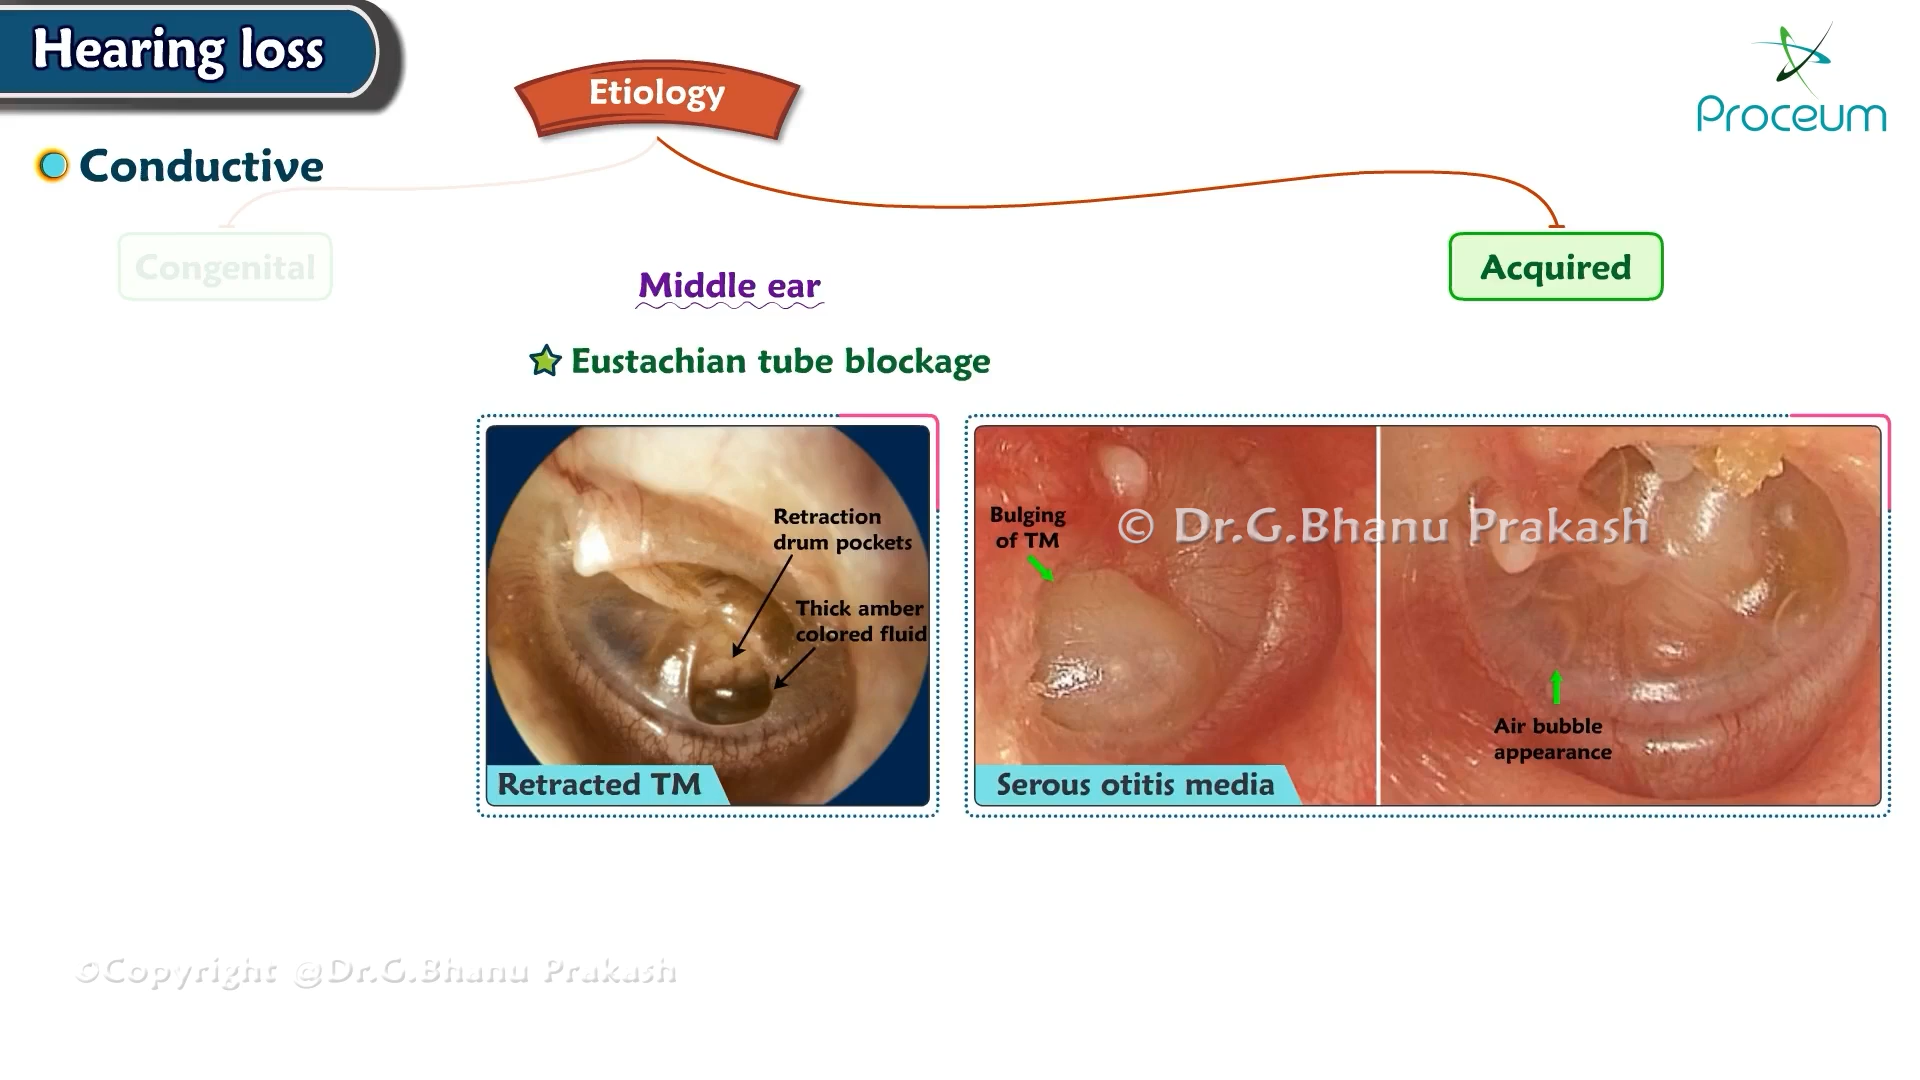 Hearing loss
Etiology
Proceum
Conductive
Congenital
Acquired
Middle ear
Eustachian tube blockage
Retraction
drum pockets
Thick amber
colored fluid
Retracted TM
Bulging
of TM
© Dr.G.Bhanu Prakash
Air bubble
appearance
Serous otitis media
©Copyright @Dr.G.Bhanu Prakash